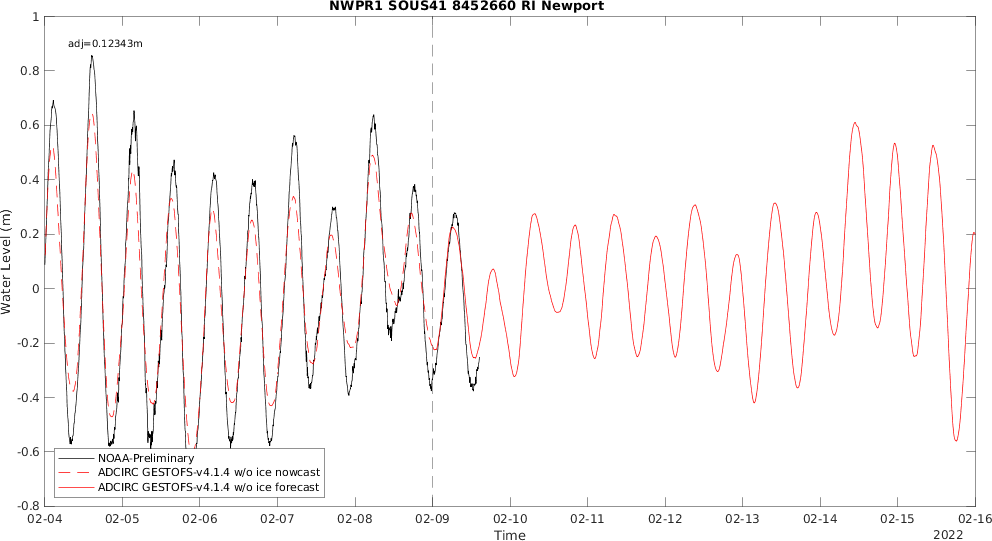 NWPR1 SOUS41 8452660 RI Newport
adj=0.12343m
1
0.8
0.6
0.4
0.2
0
-0.2
-0.4
-0.6
-0.8
Water Level (m)
NOAA-Preliminary
ADCIRC GESTOFS-v4.1.4 w/o ice nowcast
ADCIRC GESTOFS-v4.1.4 w/o ice forecast
02-04 02-05 02-06 02-07 02-08 02-09 02-10 02-11 02-12 02-13 02-14 02-15 02-16
Time
2022